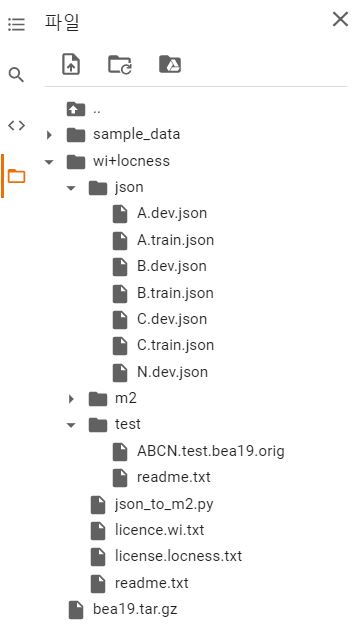 파일
..
sample_data
wi+locness
json
A.dev.json
A.train.json
B.dev.json
B.train.json
C.dev.json
C.train.json
N.dev.json
m2
test
ABCN.test.bea19.orig
readme.txt
json_to_m2.py
licence.wi.txt
license.locness.txt
readme.txt
bea19.tar.gz